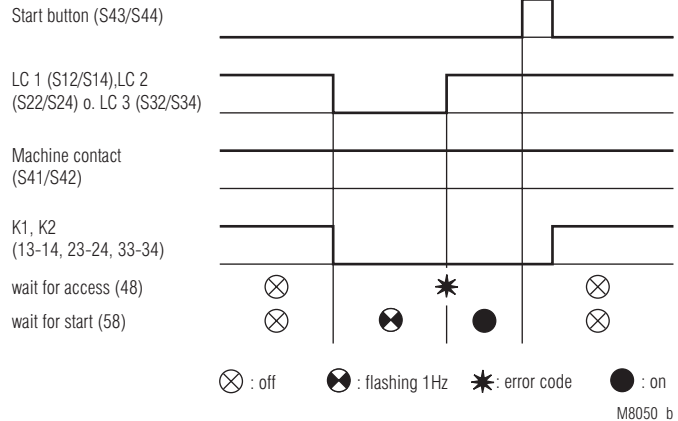 Start button (S43/S44)
LC 1 (S12/S14),LC 2
(S22/S24) o. LC 3 (S32/S34)
Machine contact
(S41/S42)
K1, K2
(13-14, 23-24, 33-34)
wait for access (48)
wait for start (58)
: off : flashing 1Hz : error code : on
M8050 b